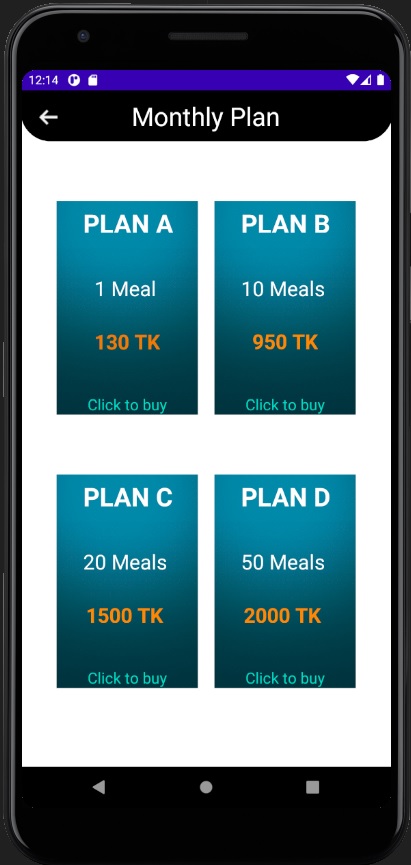 12:14
Monthly Plan
PLAN A
1 Meal
130 TK
Click to buy
PLAN B
10 Meals
950 TK
Click to buy
PLAN C
20 Meals
1500 TK
Click to buy
PLAN D
50 Meals
2000 TK
Click to buy